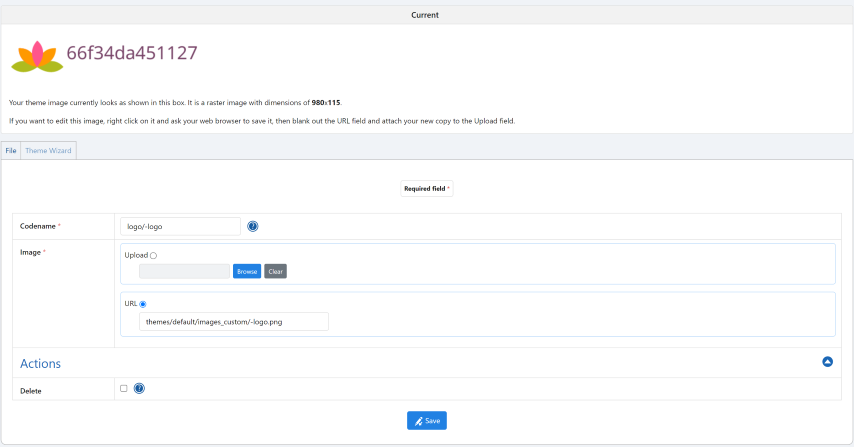 Current
66f34da451127
Your theme image currently looks as shown in this box. It is a raster image with dimensions of 980x115.
If you want to edit this image, right click on it and ask your web browser to save it, then blank out the URL field and attach your new copy to the Upload field.
File
Theme Wizard
Required field *
Codename *
logo/-logo
?
Image *
Upload
Browse
Clear
URL
themes/default/images_custom/-logo.png
Actions
Delete
?
Save